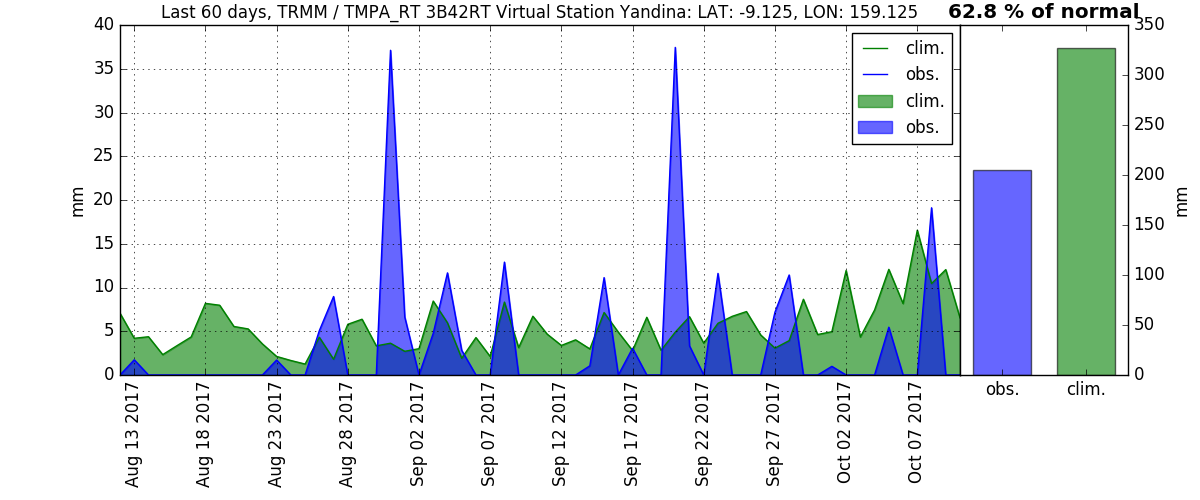 Last 60 days, TRMM / TMPA_RT 3B42RT Virtual Station Yandina: LAT: -9.125, LON: 159.125
62.8 % of normal
40
35
30
25
20
15
10
5
0
mm
clim.
obs.
clim.
obs.
350
300
250
200
150
100
50
0
mm
obs.
clim.
Aug 13 2017
Aug 18 2017
Aug 23 2017
Aug 28 2017
Sep 02 2017
Sep 07 2017
Sep 12 2017
Sep 17 2017
Sep 22 2017
Sep 27 2017
Oct 02 2017
Oct 07 2017